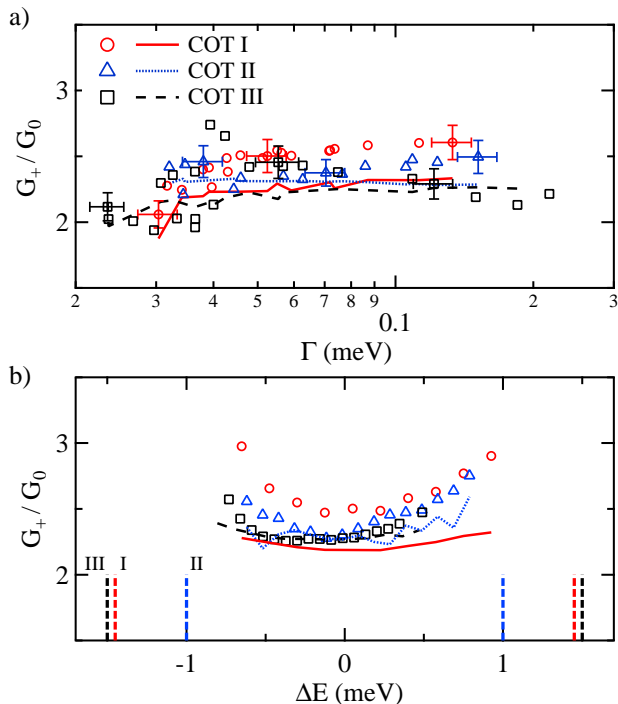 a)
3
2
G₊ / G₀
COT I
COT II
COT III
2 3 4 5 6 7 8 9 2 3
0.1
Γ (meV)
b)
3
2
G₊ / G₀
III I II
-1 0 1
ΔE (meV)